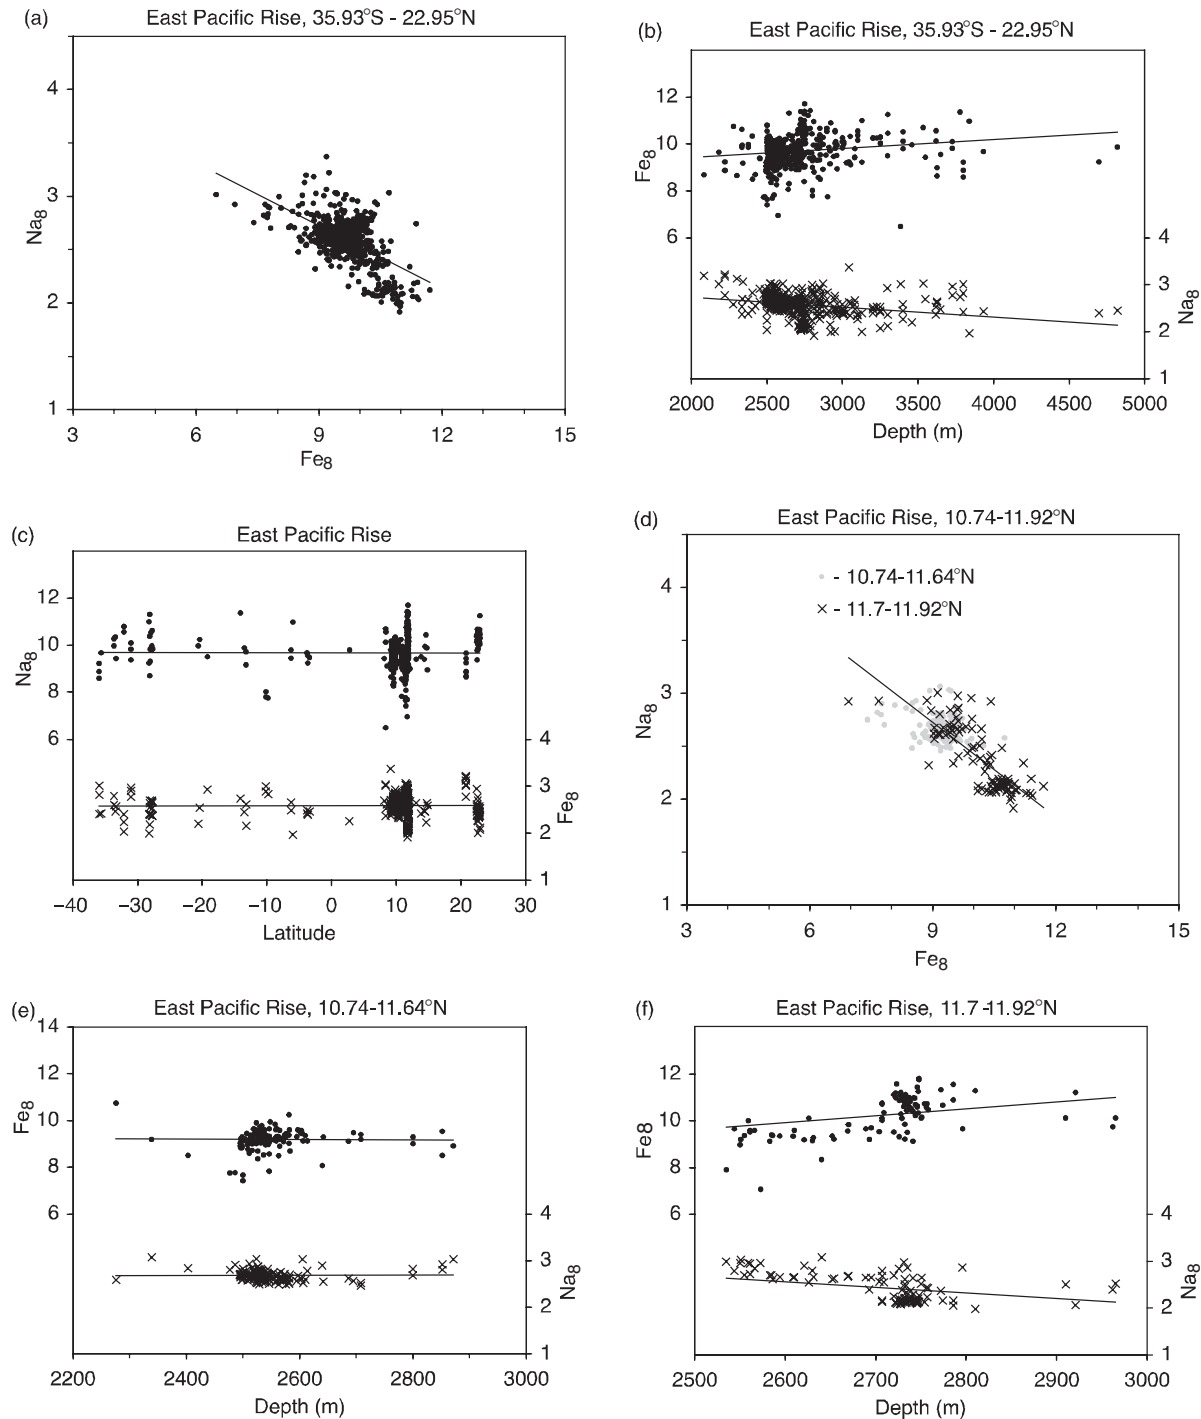 (a) East Pacific Rise, 35.93°S - 22.95°N
4
3
2
1
Na8
3 6 9 12 15
Fe8
(b) East Pacific Rise, 35.93°S - 22.95°N
12
10
8
6
Fe8
4
3
2
1
Na8
2000 2500 3000 3500 4000 4500 5000
Depth (m)
(c) East Pacific Rise
12
10
8
6
Na8
4
3
2
1
Fe8
−40 −30 −20 −10 0 10 20 30
Latitude
(d) East Pacific Rise, 10.74-11.92°N
- 10.74-11.64°N
- 11.7-11.92°N
4
3
2
1
Na8
3 6 9 12 15
Fe8
(e) East Pacific Rise, 10.74-11.64°N
14
12
10
8
6
Fe8
4
3
2
1
Na8
2200 2400 2600 2800 3000
Depth (m)
(f) East Pacific Rise, 11.7-11.92°N
12
10
8
6
Fe8
4
3
2
1
Na8
2500 2600 2700 2800 2900 3000
Depth (m)